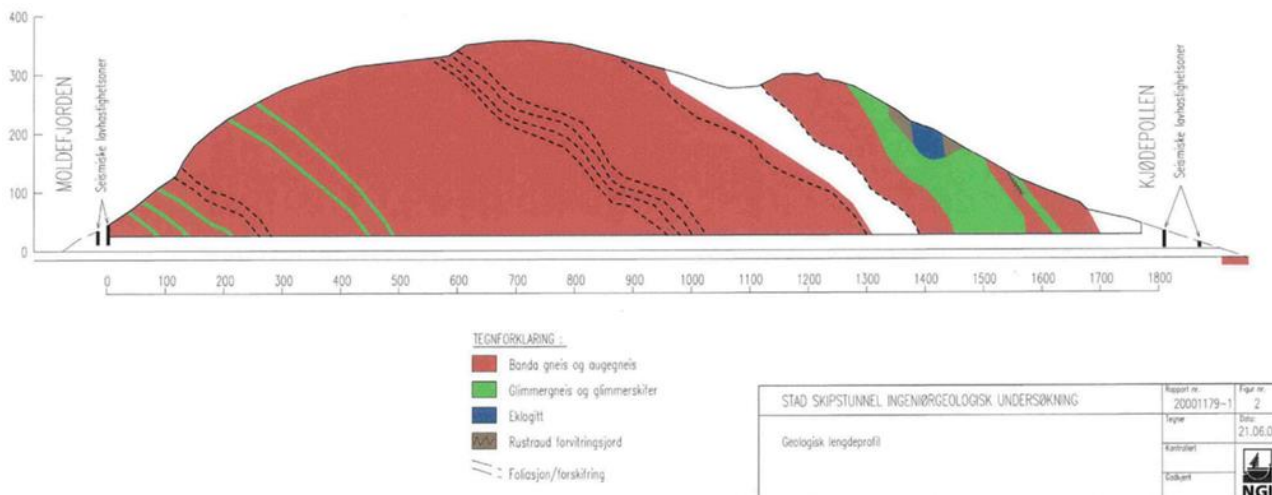 400
300
200
100
0
MOLDEFJORDEN
Seismiske lavhastighetsoner
KJØDEPOLLEN
Seismiske lavhastighetsoner
0 100 200 300 400 500 600 700 800 900 1000 1100 1200 1300 1400 1500 1600 1700 1800
TEGNFORKLARING :
Banda gneis og augegneis
Glimmergneis og glimmerskifer
Eklogitt
Rustraud forvitringsjord
Foliasjon/forskifring
STAD SKIPSTUNNEL INGENIØRGEOLOGISK UNDERSØKNING
Geologisk lengdeprofil
Rapport nr.
20001179-1
Figur nr.
2
Tegner
Dato:
21.06.0
Kontrollert
Godkjent
NGI